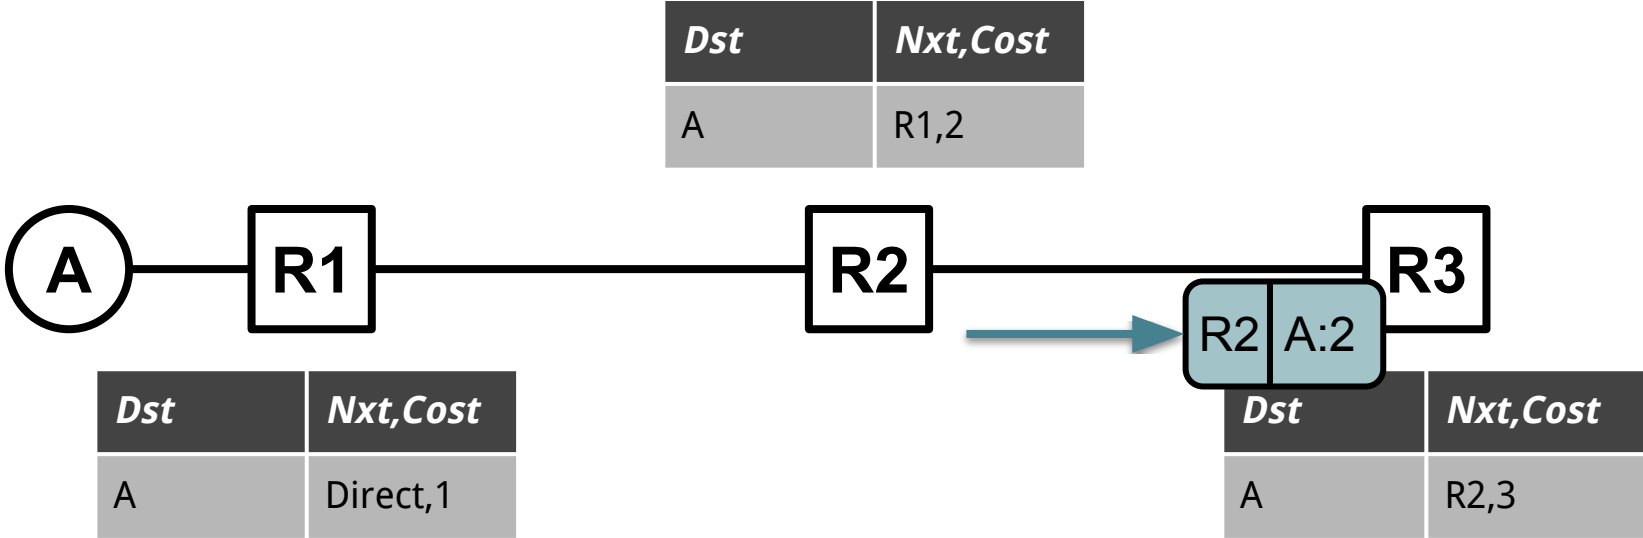 Dst Nxt,Cost
A R1,2
A R1 R2 R3
R2 A:2
Dst Nxt,Cost
A Direct,1
Dst Nxt,Cost
A R2,3